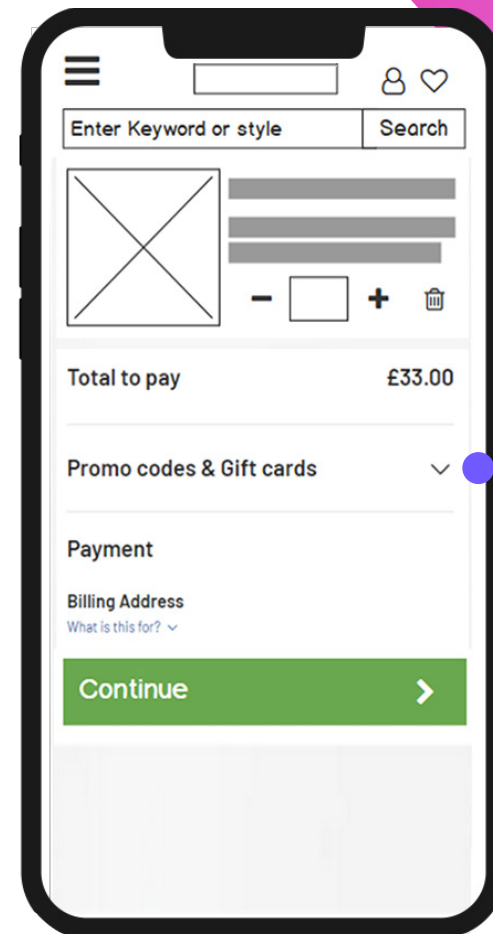 Enter Keyword or style Search
Total to pay £33.00
Promo codes & Gift cards
Payment
Billing Address
What is this for?
Continue